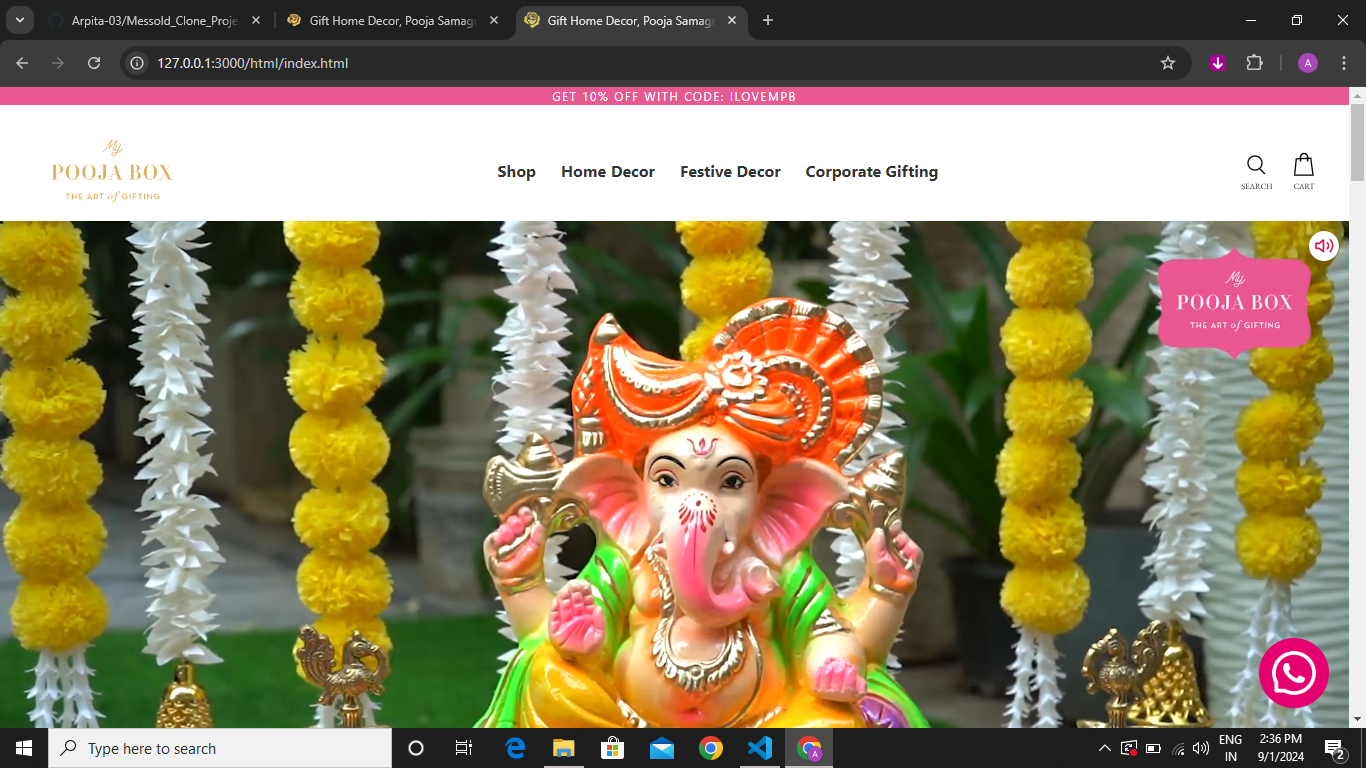 Arpita-03/Messold_Clone_Proje
Gift Home Decor, Pooja Samagr
Gift Home Decor, Pooja Samagr
127.0.0.1:3000/html/index.html
A
GET 10% OFF WITH CODE: ILOVEMPB
My
POOJA BOX
THE ART of GIFTING
Shop
Home Decor
Festive Decor
Corporate Gifting
SEARCH
CART
My
POOJA BOX
THE ART of GIFTING
Type here to search
A
ENG
IN
2:36 PM
9/1/2024
2